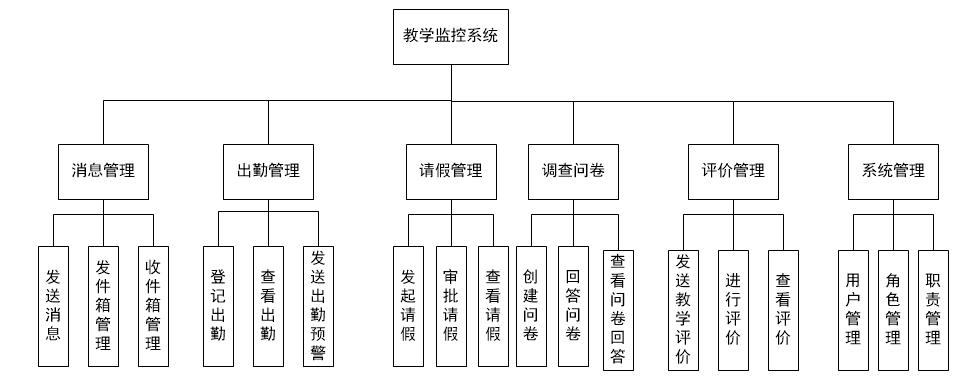 教学监控系统
消息管理
出勤管理
请假管理
调查问卷
评价管理
系统管理
发送消息
发件箱管理
收件箱管理
登记出勤
查看出勤
发送出勤预警
发起请假
审批请假
查看请假
创建问卷
回答问卷
查看问卷回答
发送教学评价
进行评价
查看评价
用户管理
角色管理
职责管理